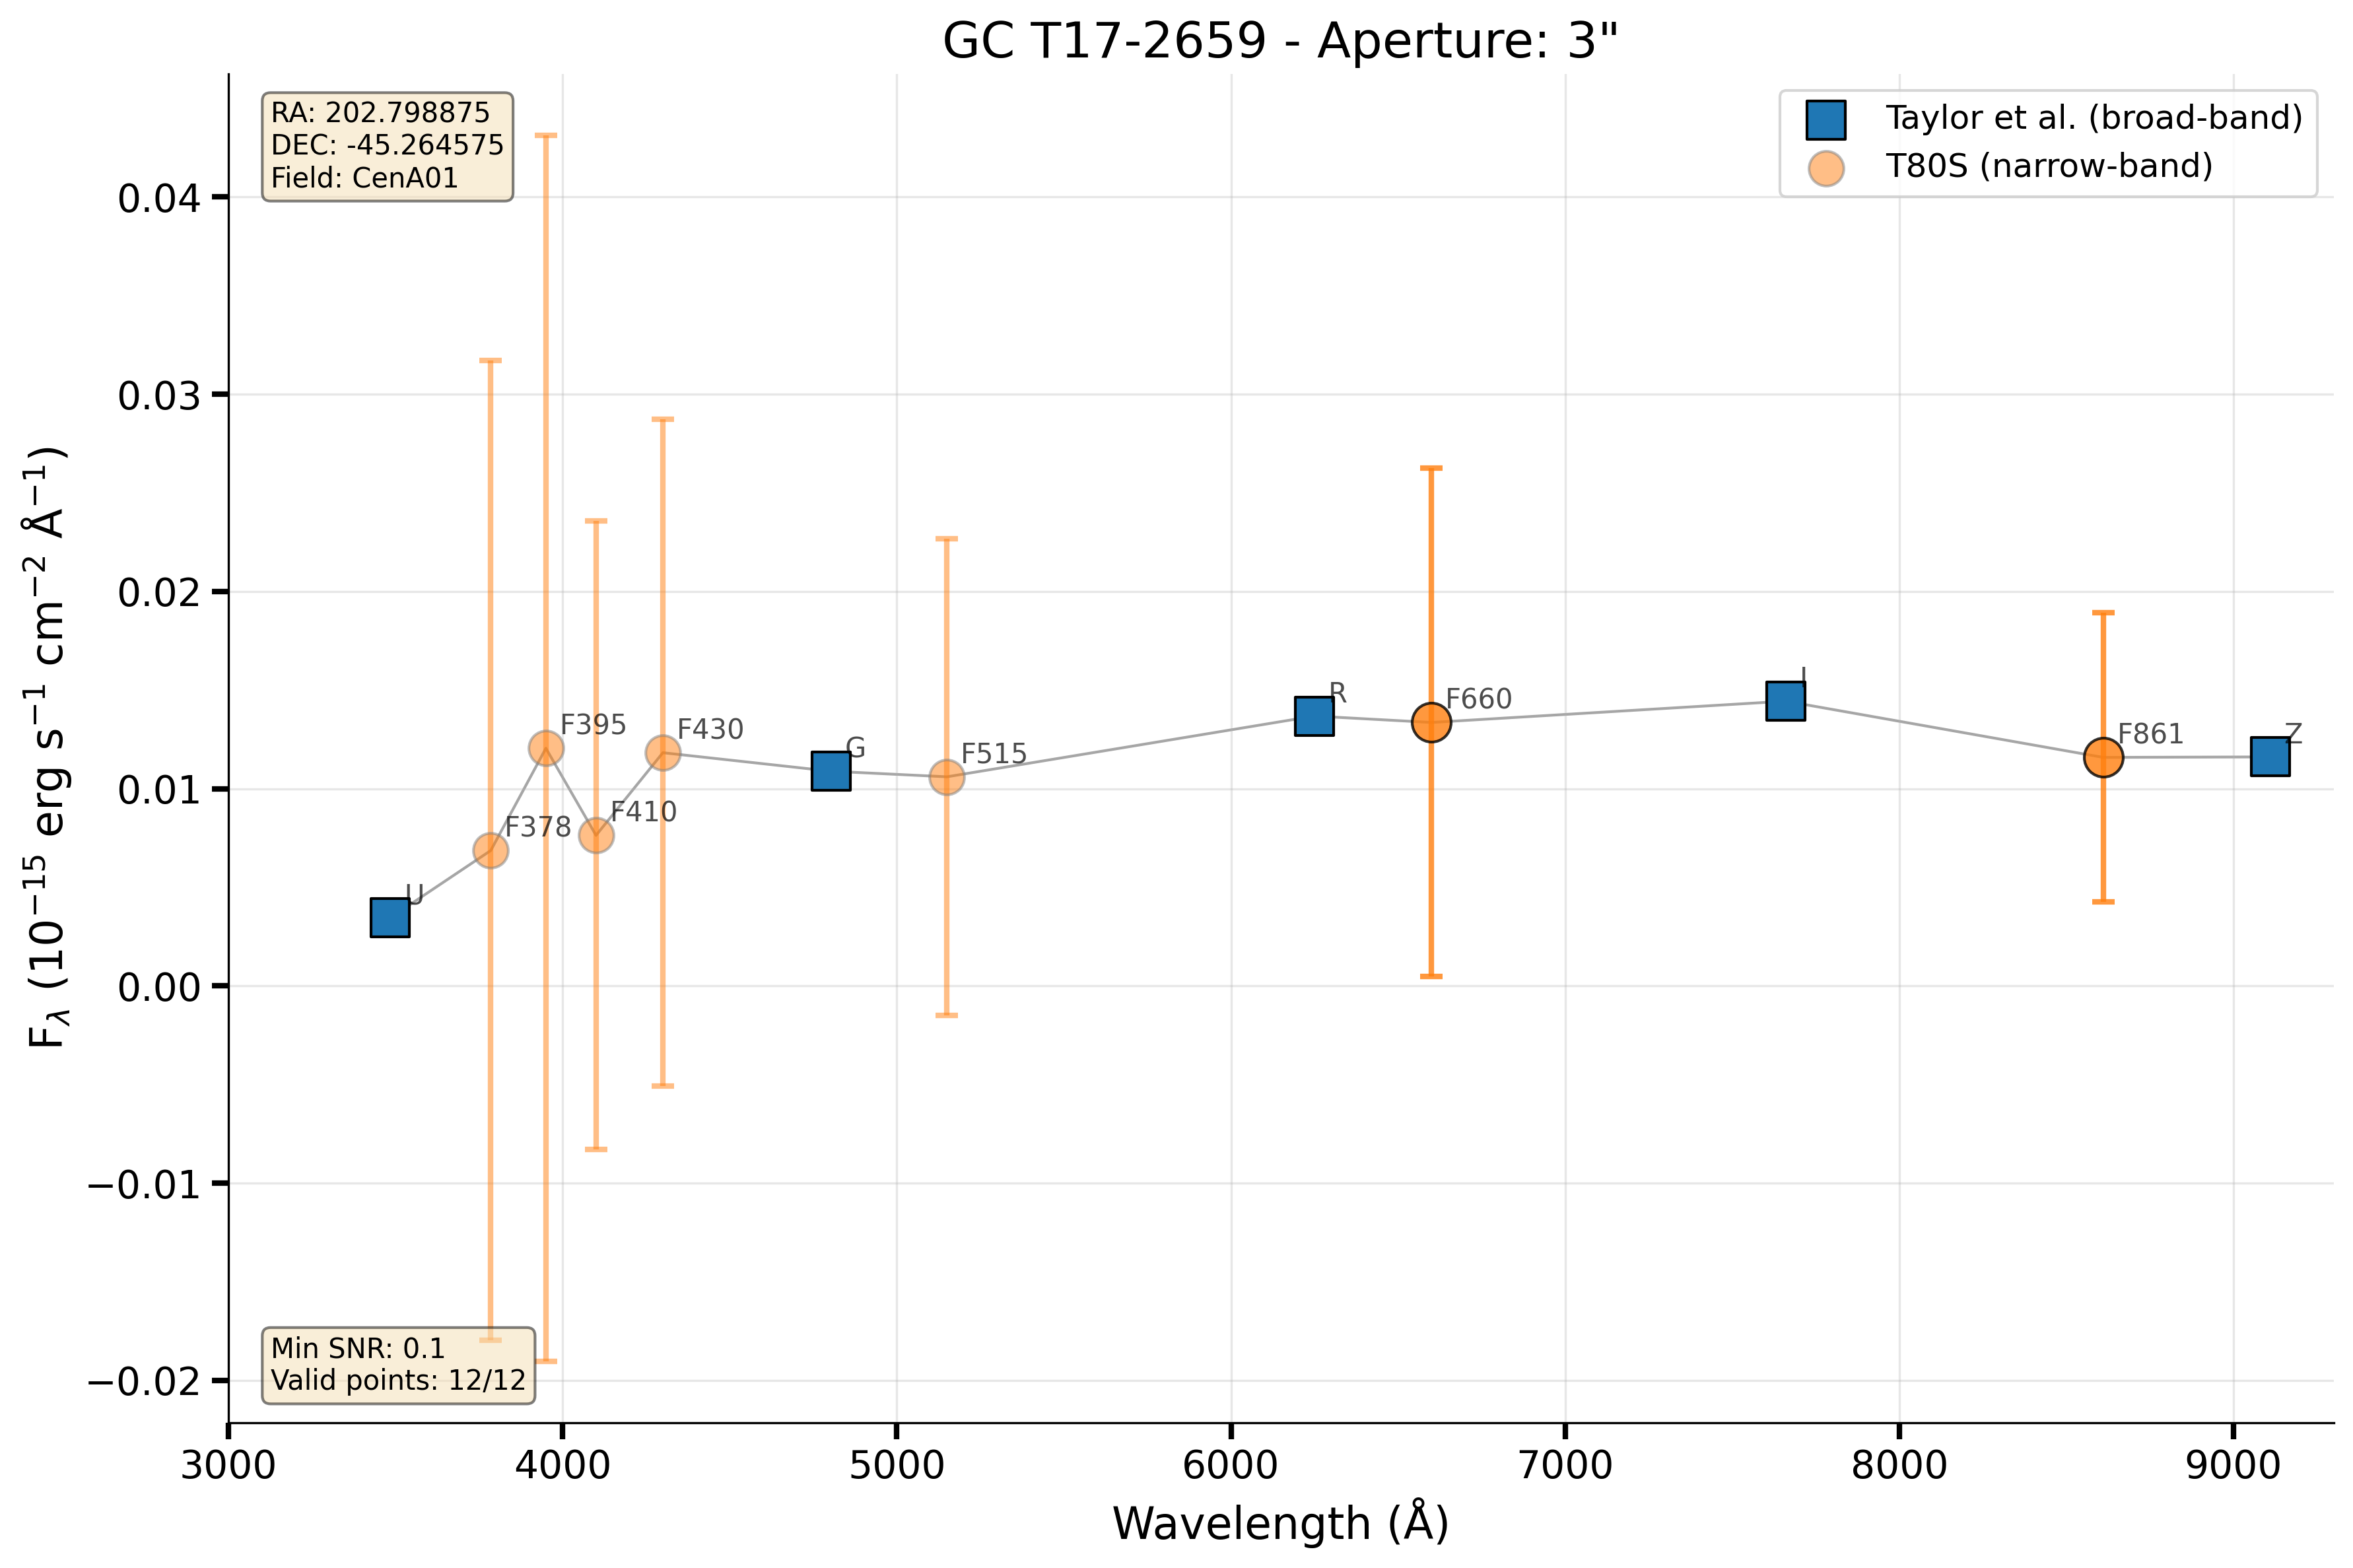 GC T17-2659 - Aperture: 3"
RA: 202.798875
DEC: -45.264575
Field: CenA01
Taylor et al. (broad-band)
T80S (narrow-band)
0.04
0.03
0.02
0.01
0.00
−0.01
−0.02
F_λ (10⁻¹⁵ erg s⁻¹ cm⁻² Å⁻¹)
U
F378
F395
F410
F430
G
F515
R
F660
I
F861
Z
Min SNR: 0.1
Valid points: 12/12
3000 4000 5000 6000 7000 8000 9000
Wavelength (Å)